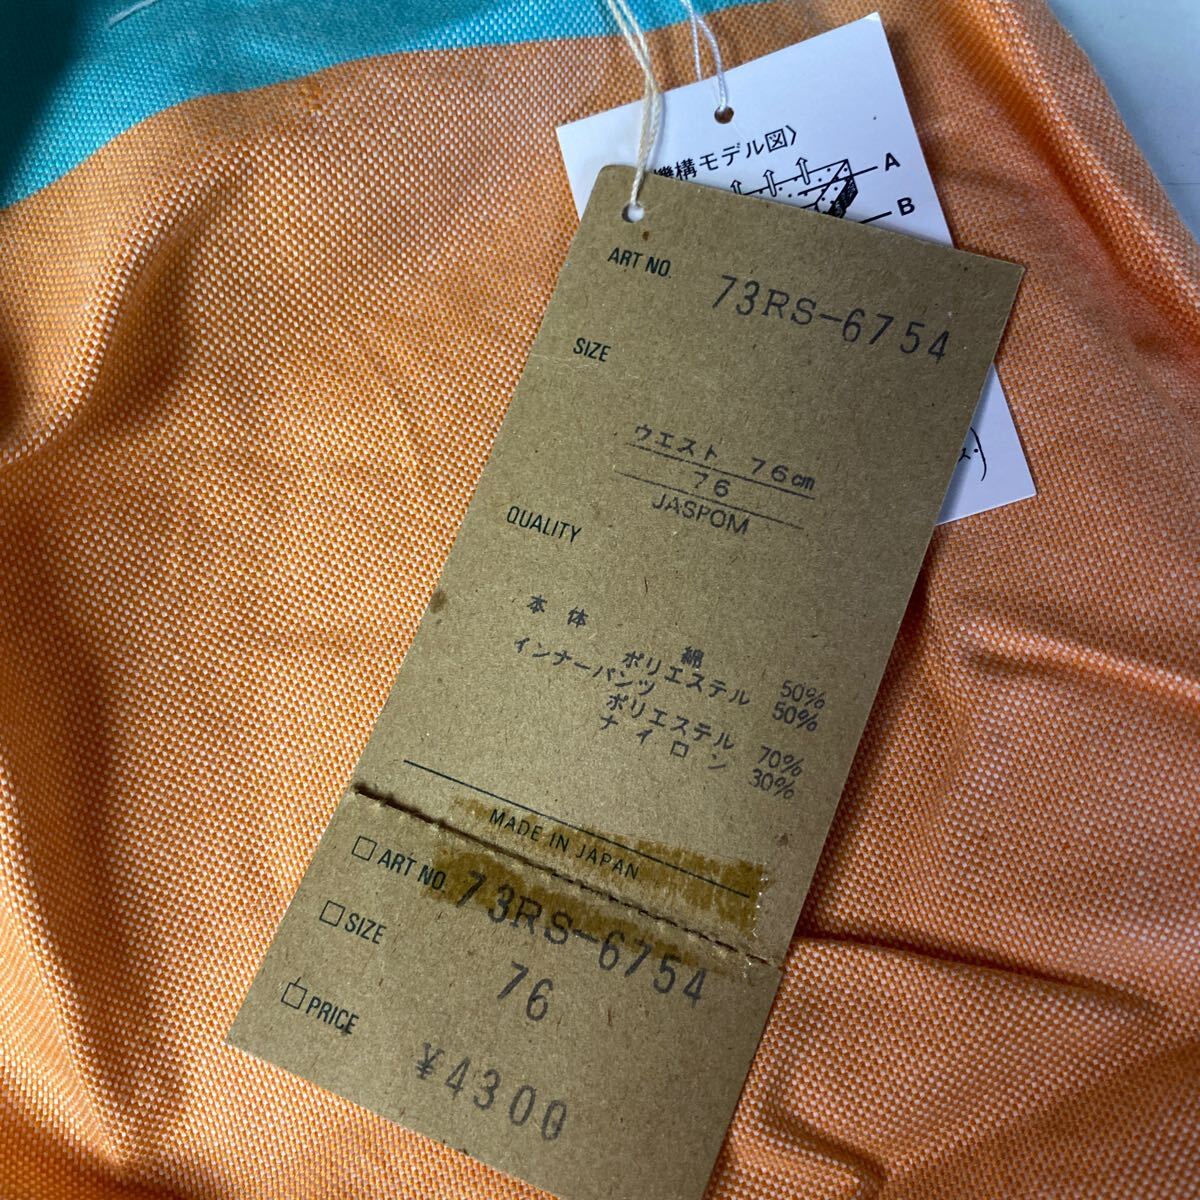 機構モデル図〉
A
B
ART NO.
73RS-6754
SIZE
ウエスト 76cm
76
JASPOM
QUALITY
本体 綿 50%
ポリエステル 50%
インナーパンツ
ポリエステル 70%
ナイロン 30%
MADE IN JAPAN
ART NO. 73RS-6754
SIZE 76
PRICE ¥4300